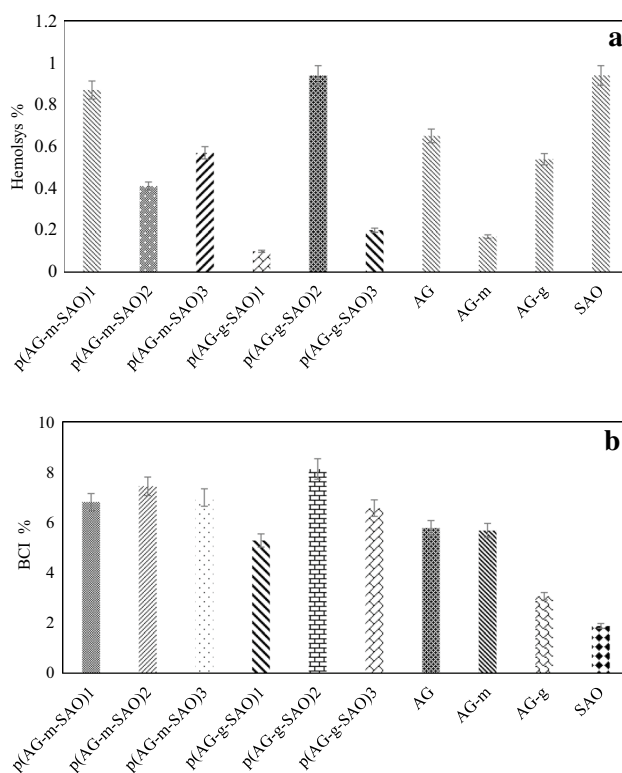 a
Hemolsys %
1.2
1
0.8
0.6
0.4
0.2
0
p(AG-m-SAO)1
p(AG-m-SAO)2
p(AG-m-SAO)3
p(AG-g-SAO)1
p(AG-g-SAO)2
p(AG-g-SAO)3
AG
AG-m
AG-g
SAO
b
BCI %
10
8
6
4
2
0
p(AG-m-SAO)1
p(AG-m-SAO)2
p(AG-m-SAO)3
p(AG-g-SAO)1
p(AG-g-SAO)2
p(AG-g-SAO)3
AG
AG-m
AG-g
SAO